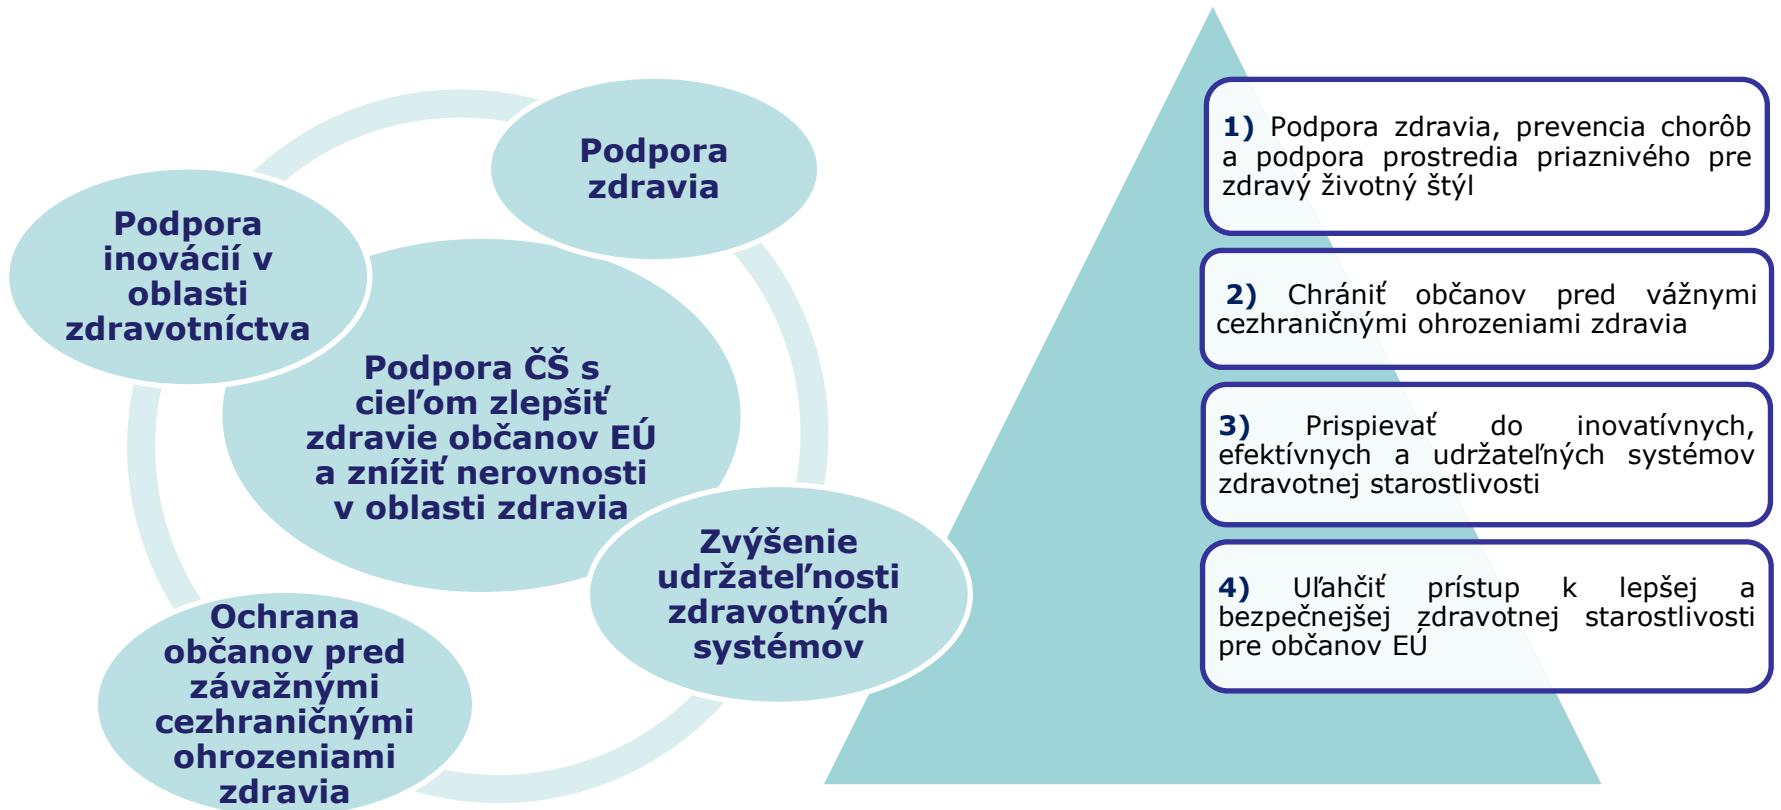 Podpora
zdravia
Podpora
inovácií v
oblasti
zdravotníctva
Podpora ČŠ s
cieľom zlepšiť
zdravie občanov EÚ
a znížiť nerovnosti
v oblasti zdravia
Zvýšenie
udržateľnosti
zdravotných
systémov
Ochrana
občanov pred
závažnými
cezhraničnými
ohrozeniami
zdravia
1) Podpora zdravia, prevencia chorôb
a podpora prostredia priaznivého pre
zdravý životný štýl
2) Chrániť občanov pred vážnymi
cezhraničnými ohrozeniami zdravia
3) Prispievať do inovatívnych,
efektívnych a udržateľných systémov
zdravotnej starostlivosti
4) Uľahčiť prístup k lepšej a
bezpečnejšej zdravotnej starostlivosti
pre občanov EÚ